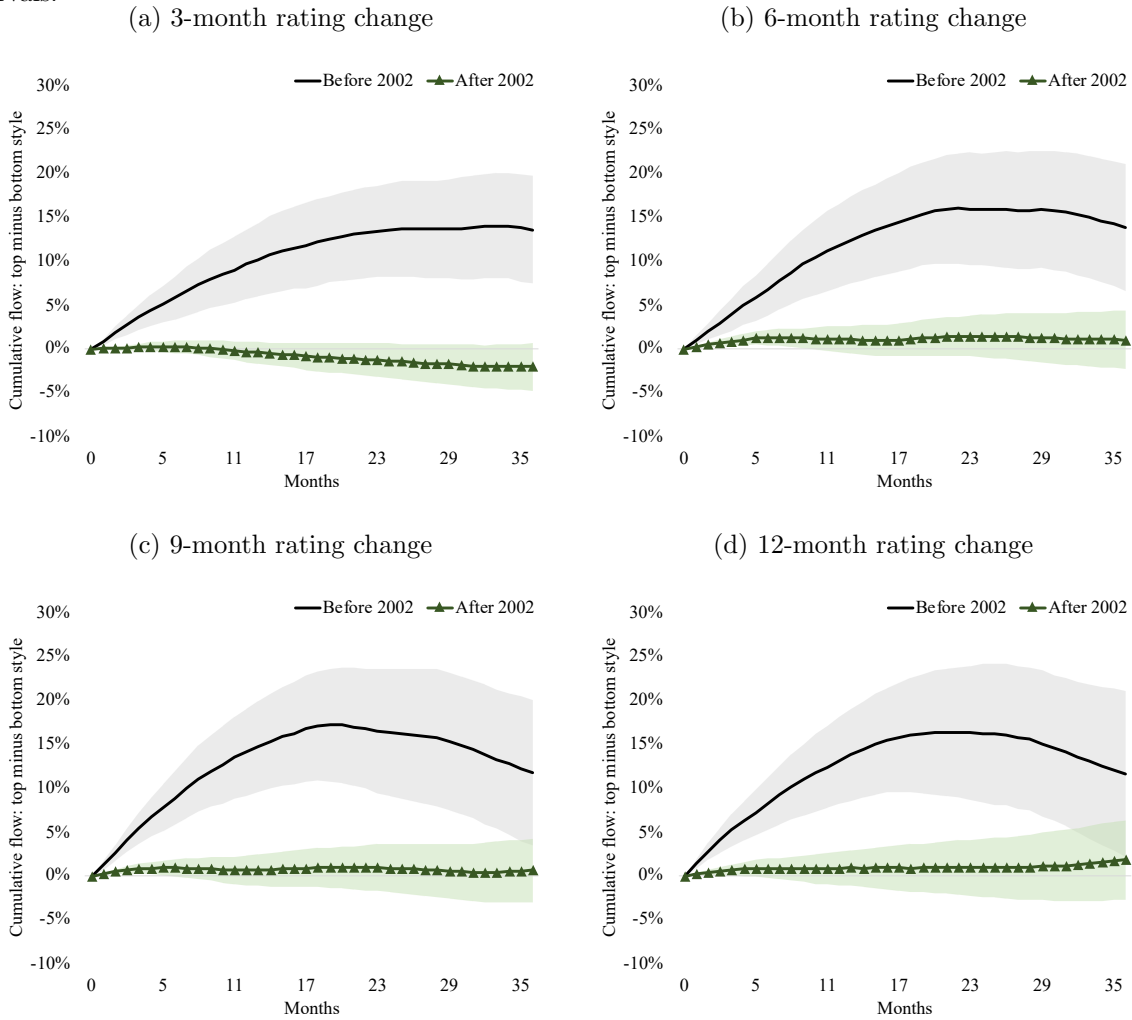 (a) 3-month rating change
Before 2002 After 2002
Cumulative flow: top minus bottom style
30%
25%
20%
15%
10%
5%
0%
-5%
-10%
0 5 11 17 23 29 35
Months
(b) 6-month rating change
Before 2002 After 2002
Cumulative flow: top minus bottom style
30%
25%
20%
15%
10%
5%
0%
-5%
-10%
0 5 11 17 23 29 35
Months
(c) 9-month rating change
Before 2002 After 2002
Cumulative flow: top minus bottom style
30%
25%
20%
15%
10%
5%
0%
-5%
-10%
0 5 11 17 23 29 35
Months
(d) 12-month rating change
Before 2002 After 2002
Cumulative flow: top minus bottom style
30%
25%
20%
15%
10%
5%
0%
-5%
-10%
0 5 11 17 23 29 35
Months